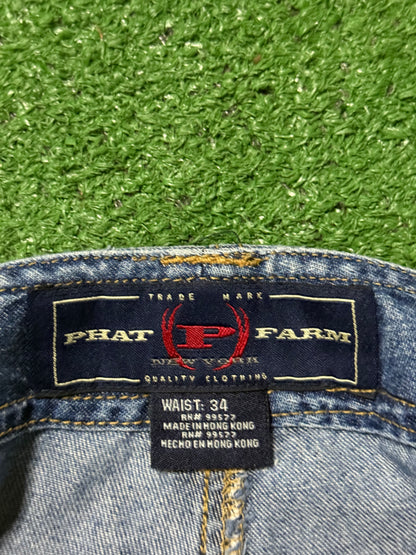 TRADE MARK
PHAT P FARM
NEW YORK
QUALITY CLOTHING
WAIST: 34
RN# 99577
MADE IN HONG KONG
RN# 99577
HECHO EN HONG KONG